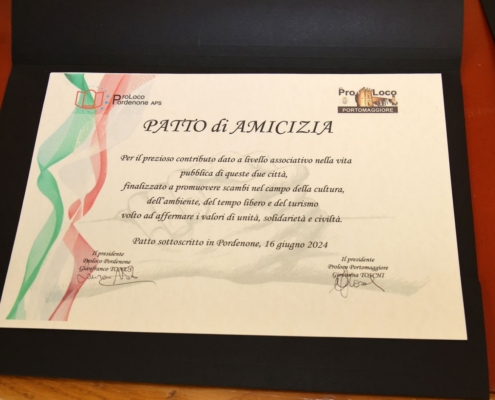 ProLoco
Pordenone APS
Pro Loco
PORTOMAGGIORE
PATTO di AMICIZIA
Per il prezioso contributo dato a livello associativo nella vita
pubblica di queste due città,
finalizzato a promuovere scambi nel campo della cultura,
dell'ambiente, del tempo libero e del turismo
volto ad affermare i valori di unità, solidarietà e civiltà.
Patto sottoscritto in Pordenone, 16 giugno 2024
Il presidente
Proloco Pordenone
Gianfranco
Il presidente
Proloco Portomaggiore
Giovanna TOSCHI